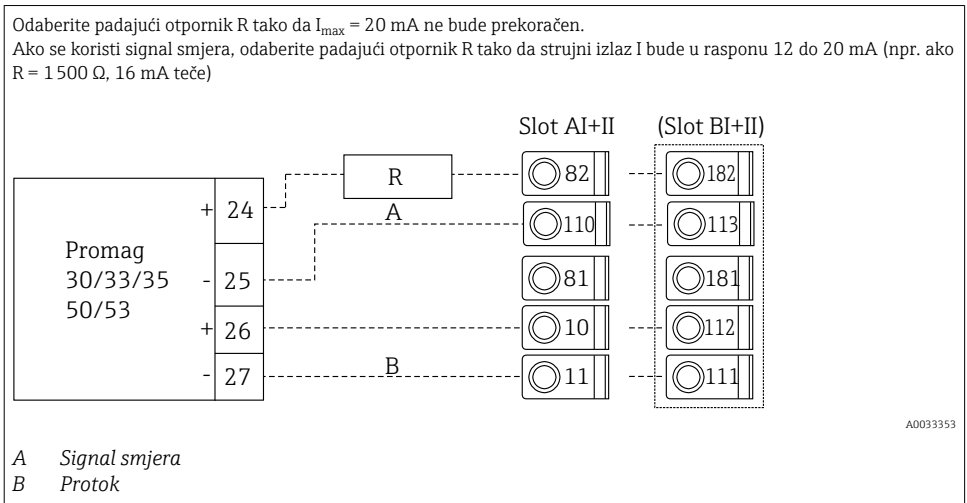 Odaberite padajući otpornik R tako da Imax = 20 mA ne bude prekoračen.
Ako se koristi signal smjera, odaberite padajući otpornik R tako da strujni izlaz I bude u rasponu 12 do 20 mA (npr. ako
R = 1500 Ω, 16 mA teče)
Slot AI+II (Slot BI+II)
R 82 182
+ 24
A 110 113
Promag
30/33/35
50/53
- 25 81 181
+ 26 10 112
- 27 B 11 111
A0033353
A Signal smjera
B Protok